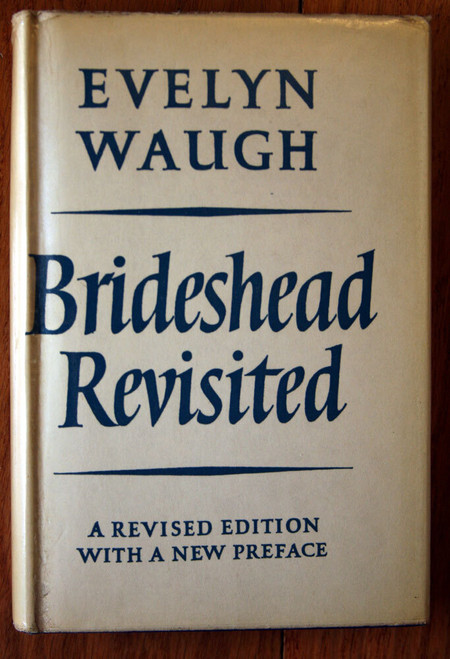 EVELYN
WAUGH
Brideshead
Revisited
A REVISED EDITION
WITH A NEW PREFACE